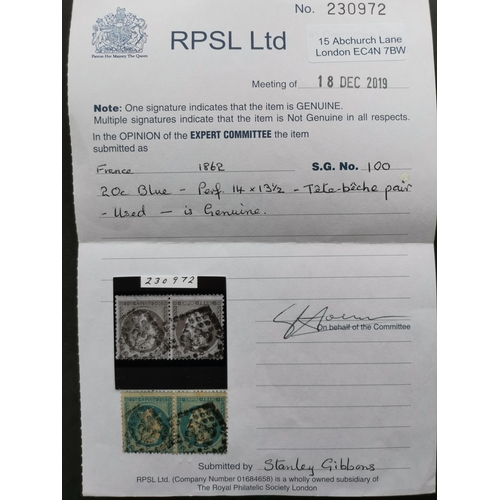 No. 230972
RPSL Ltd
15 Abchurch Lane
London EC4N 7BW
Patron Her Majesty The Queen
Meeting of 18 DEC 2019
Note: One signature indicates that the item is GENUINE.
Multiple signatures indicate that the item is Not Genuine in all respects.
In the OPINION of the EXPERT COMMITTEE the item
submitted as
France 1862 S.G. No. 100
20c Blue - Perf 14 x 13½ - Tête-bêche pair
- Used - is Genuine.
230972
EMPIRE FRANC
On behalf of the Committee
EMPIRE FRANC
Submitted by Stanley Gibbons
RPSL Ltd. (Company Number 01684658) is a wholly owned subsidiary of
The Royal Philatelic Society London